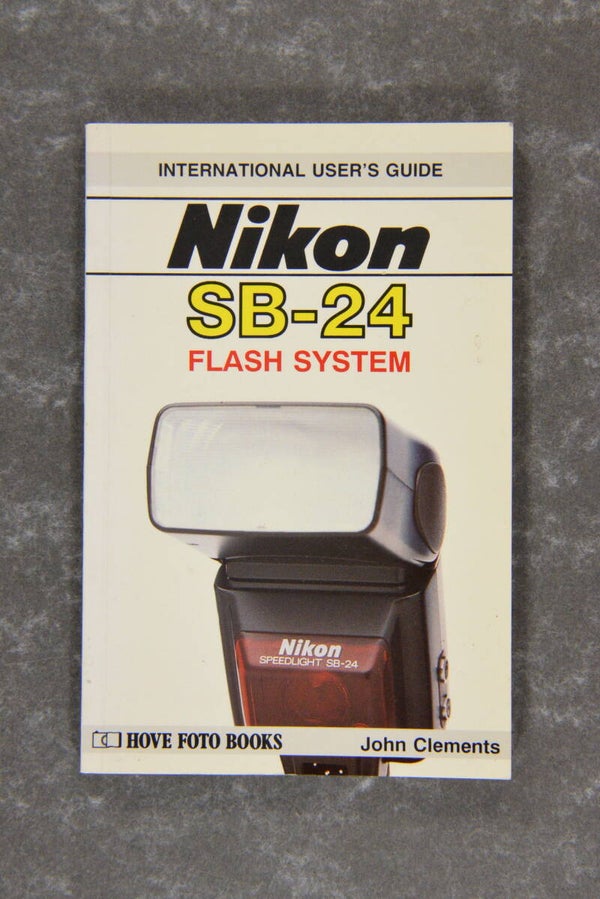 INTERNATIONAL USER'S GUIDE
Nikon
SB-24
FLASH SYSTEM
Nikon
SPEEDLIGHT SB-24
HOVE FOTO BOOKS John Clements